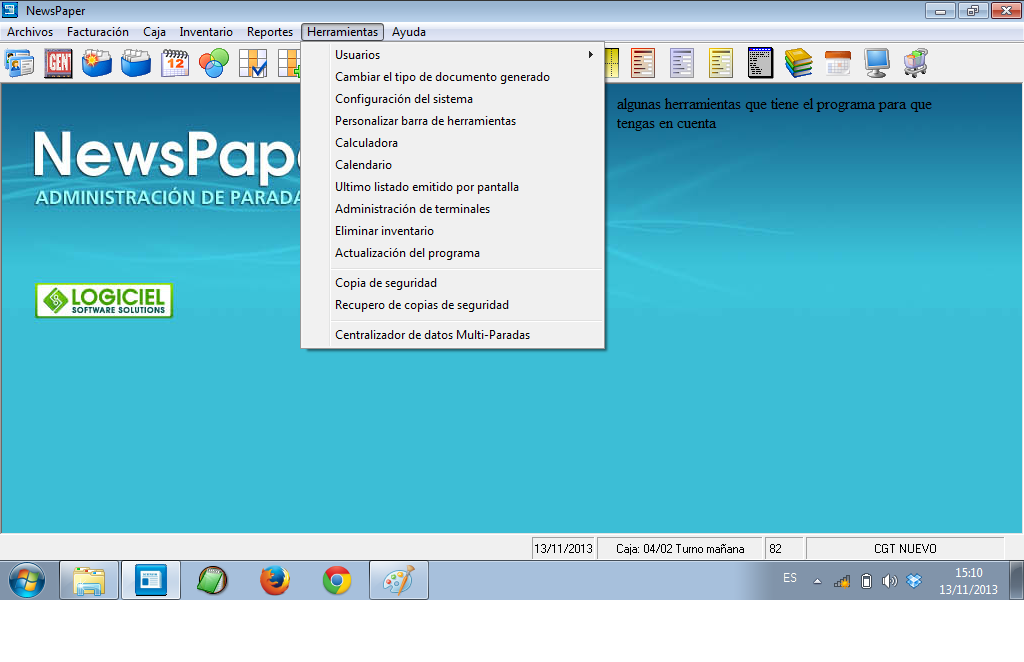 NewsPaper
Archivos Facturación Caja Inventario Reportes Herramientas Ayuda
GEN
12
Usuarios
Cambiar el tipo de documento generado
Configuración del sistema
Personalizar barra de herramientas
Calculadora
Calendario
Ultimo listado emitido por pantalla
Administración de terminales
Eliminar inventario
Actualización del programa
Copia de seguridad
Recupero de copias de seguridad
Centralizador de datos Multi-Paradas
algunas herramientas que tiene el programa para que
tengas en cuenta
NewsPape
ADMINISTRACIÓN DE PARADA
LOGICIEL
SOFTWARE SOLUTIONS
13/11/2013 Caja: 04/02 Turno mañana 82 CGT NUEVO
ES
15:10
13/11/2013